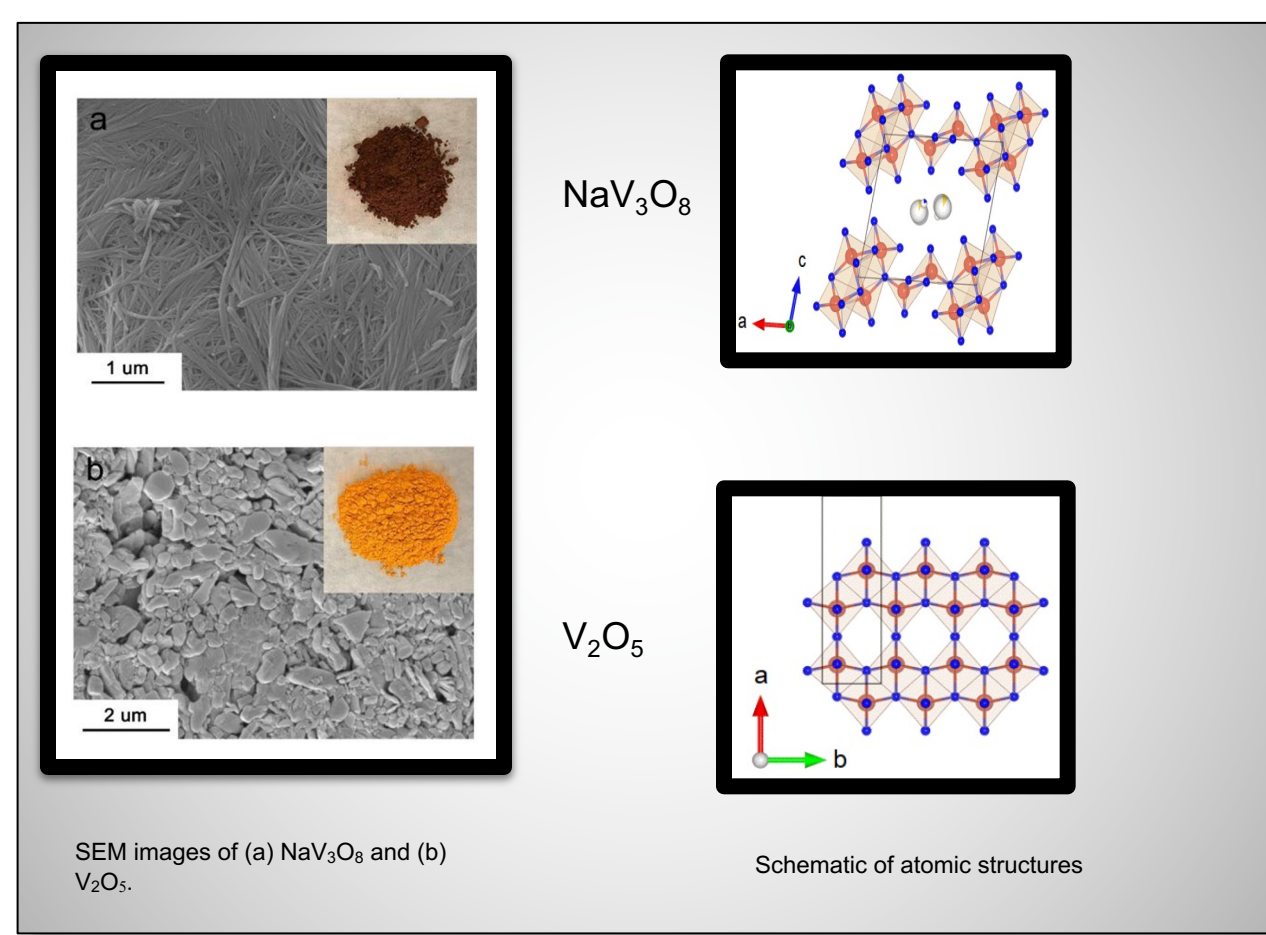 a
1 um
b
2 um
NaV₃O₈
V₂O₅
c
a
a
b
SEM images of (a) NaV₃O₈ and (b)
V₂O₅.
Schematic of atomic structures